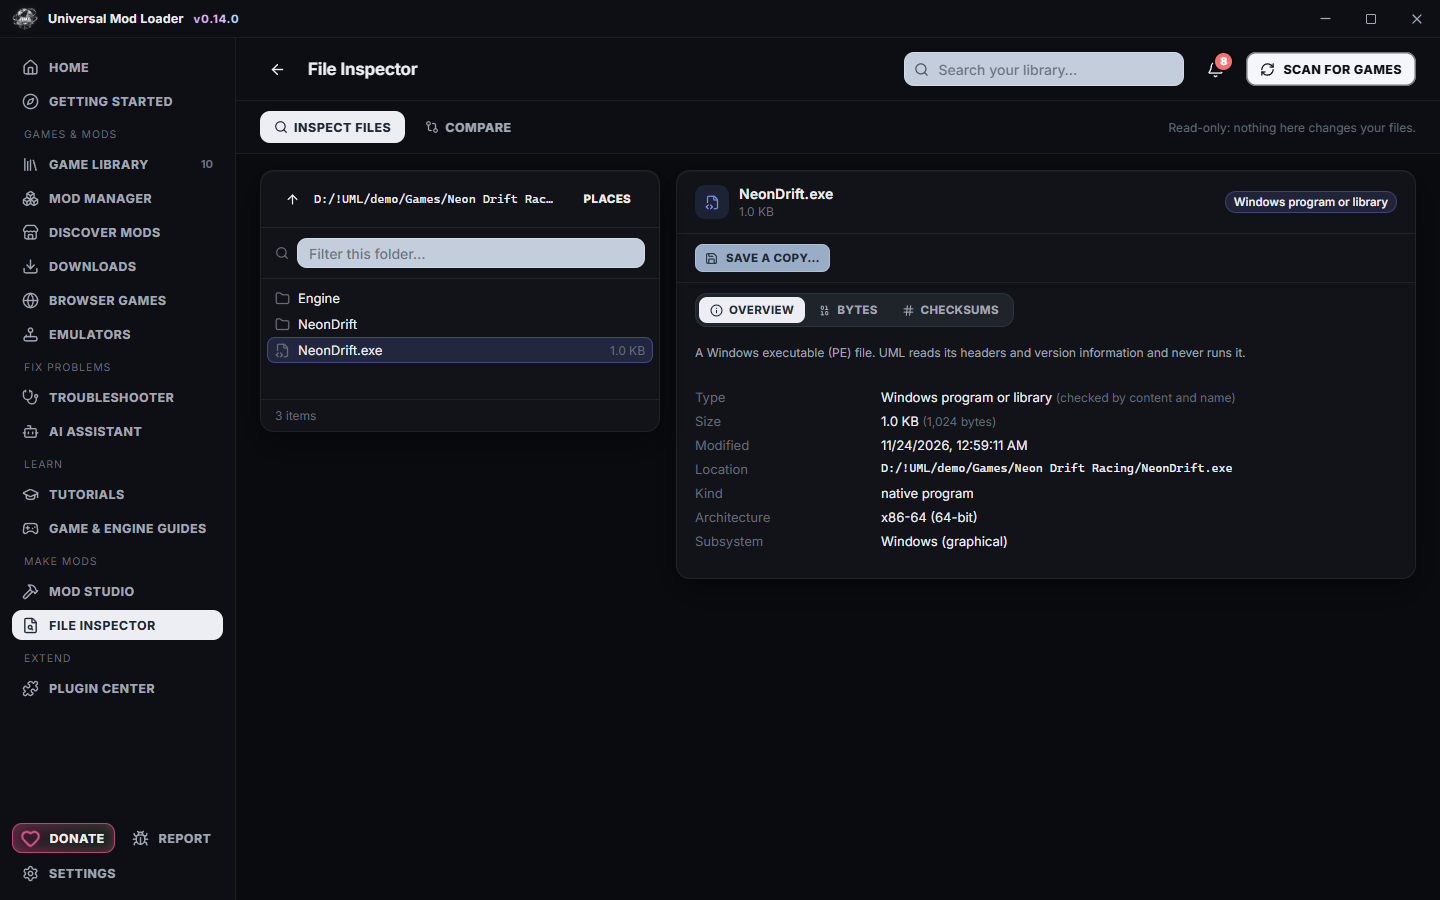 Universal Mod Loader v0.14.0
HOME
GETTING STARTED
GAMES & MODS
GAME LIBRARY 10
MOD MANAGER
DISCOVER MODS
DOWNLOADS
BROWSER GAMES
EMULATORS
FIX PROBLEMS
TROUBLESHOOTER
AI ASSISTANT
LEARN
TUTORIALS
GAME & ENGINE GUIDES
MAKE MODS
MOD STUDIO
FILE INSPECTOR
EXTEND
PLUGIN CENTER
DONATE REPORT
SETTINGS
File Inspector
Search your library...
8
SCAN FOR GAMES
INSPECT FILES COMPARE
Read-only: nothing here changes your files.
D:/!UML/demo/Games/Neon Drift Rac… PLACES
Filter this folder...
Engine
NeonDrift
NeonDrift.exe 1.0 KB
3 items
NeonDrift.exe
1.0 KB
Windows program or library
SAVE A COPY...
OVERVIEW BYTES CHECKSUMS
A Windows executable (PE) file. UML reads its headers and version information and never runs it.
Type Windows program or library (checked by content and name)
Size 1.0 KB (1,024 bytes)
Modified 11/24/2026, 12:59:11 AM
Location D:/!UML/demo/Games/Neon Drift Racing/NeonDrift.exe
Kind native program
Architecture x86-64 (64-bit)
Subsystem Windows (graphical)